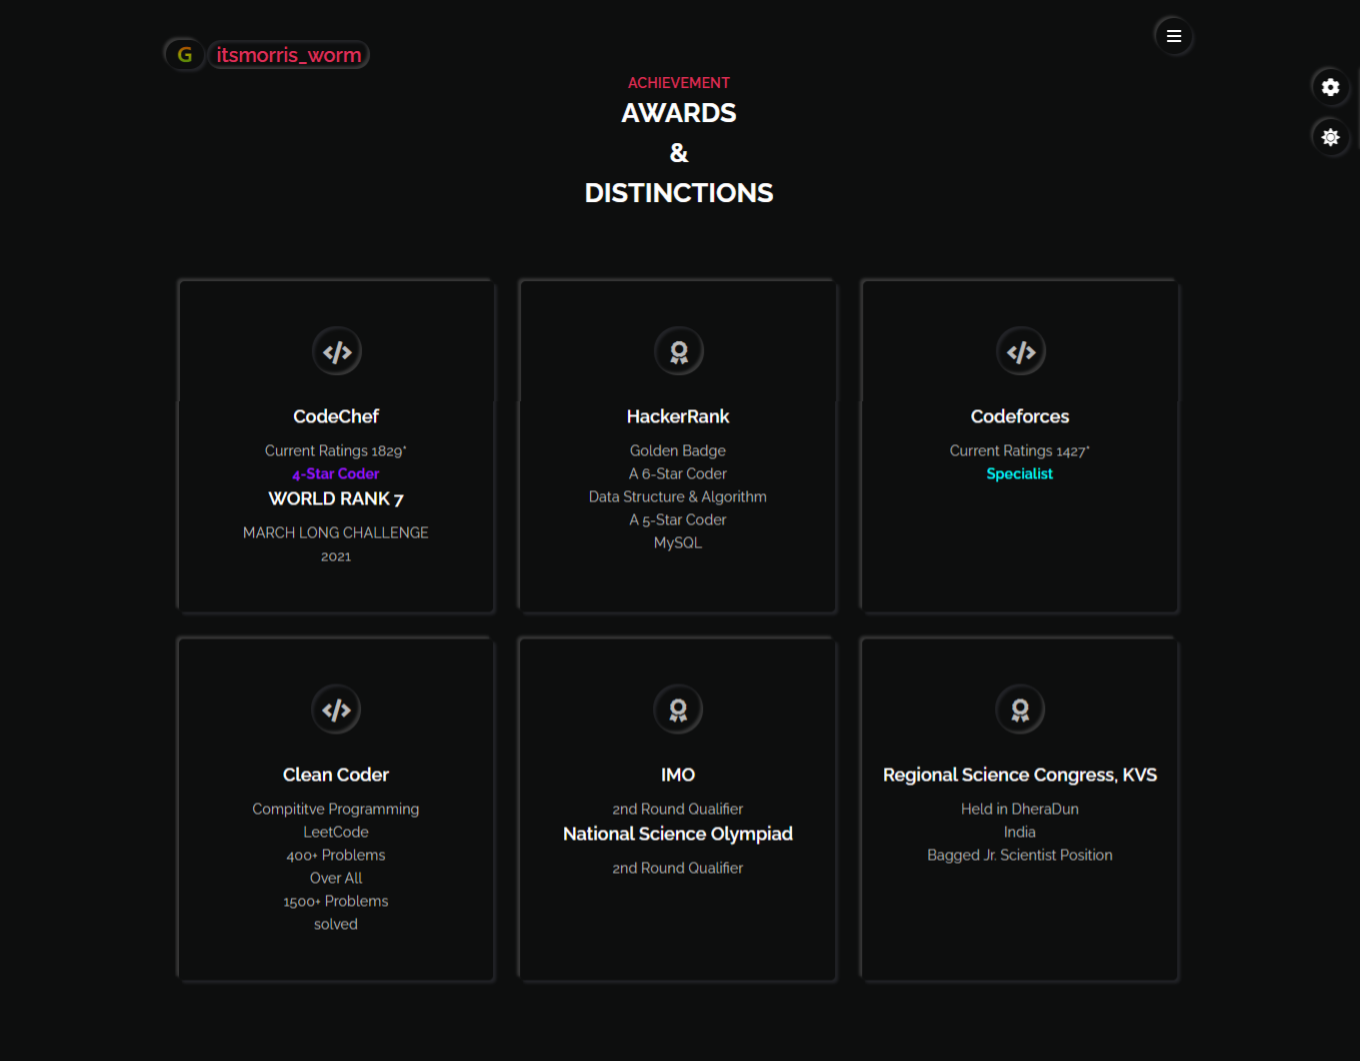 G itsmorris_worm
ACHIEVEMENT
AWARDS
&
DISTINCTIONS
CodeChef
Current Ratings 1829*
4-Star Coder
WORLD RANK 7
MARCH LONG CHALLENGE
2021
HackerRank
Golden Badge
A 6-Star Coder
Data Structure & Algorithm
A 5-Star Coder
MySQL
Codeforces
Current Ratings 1427*
Specialist
Clean Coder
Compititve Programming
LeetCode
400+ Problems
Over All
1500+ Problems
solved
IMO
2nd Round Qualifier
National Science Olympiad
2nd Round Qualifier
Regional Science Congress, KVS
Held in DheraDun
India
Bagged Jr. Scientist Position